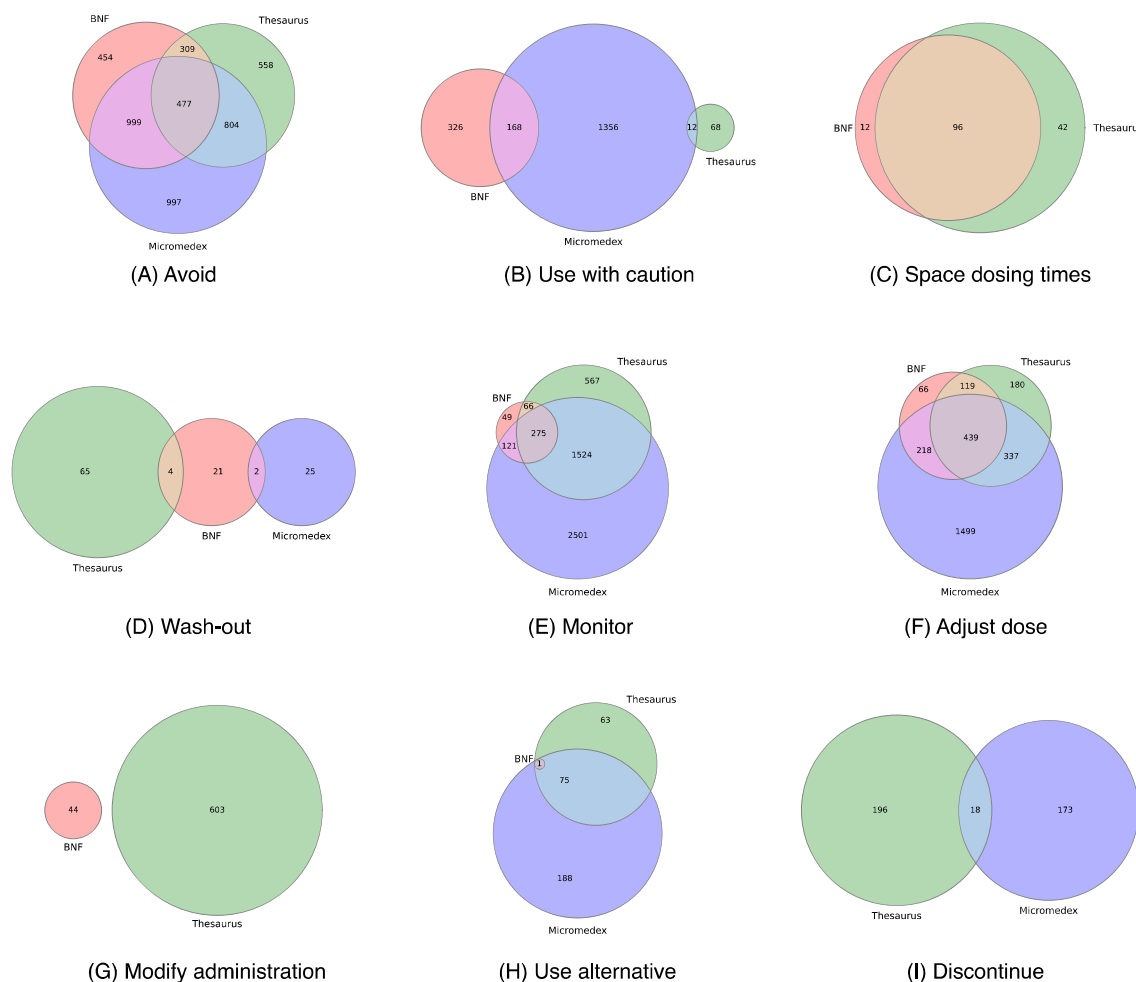 BNF
Thesaurus
454
309
558
477
999
804
997
Micromedex
(A) Avoid
326
168
1356
12
68
Thesaurus
BNF
Micromedex
(B) Use with caution
BNF
12
96
42
Thesauru
(C) Space dosing times
65
4
21
2
25
BNF
Micromedex
Thesaurus
(D) Wash-out
Thesaurus
567
BNF
66
49
275
121
1524
2501
Micromedex
(E) Monitor
Thesaurus
BNF
66
119
180
439
218
337
1499
Micromedex
(F) Adjust dose
44
603
BNF
Thesaurus
(G) Modify administration
Thesaurus
63
BNF
1
75
188
Micromedex
(H) Use alternative
196
18
173
Thesaurus
Micromedex
(I) Discontinue